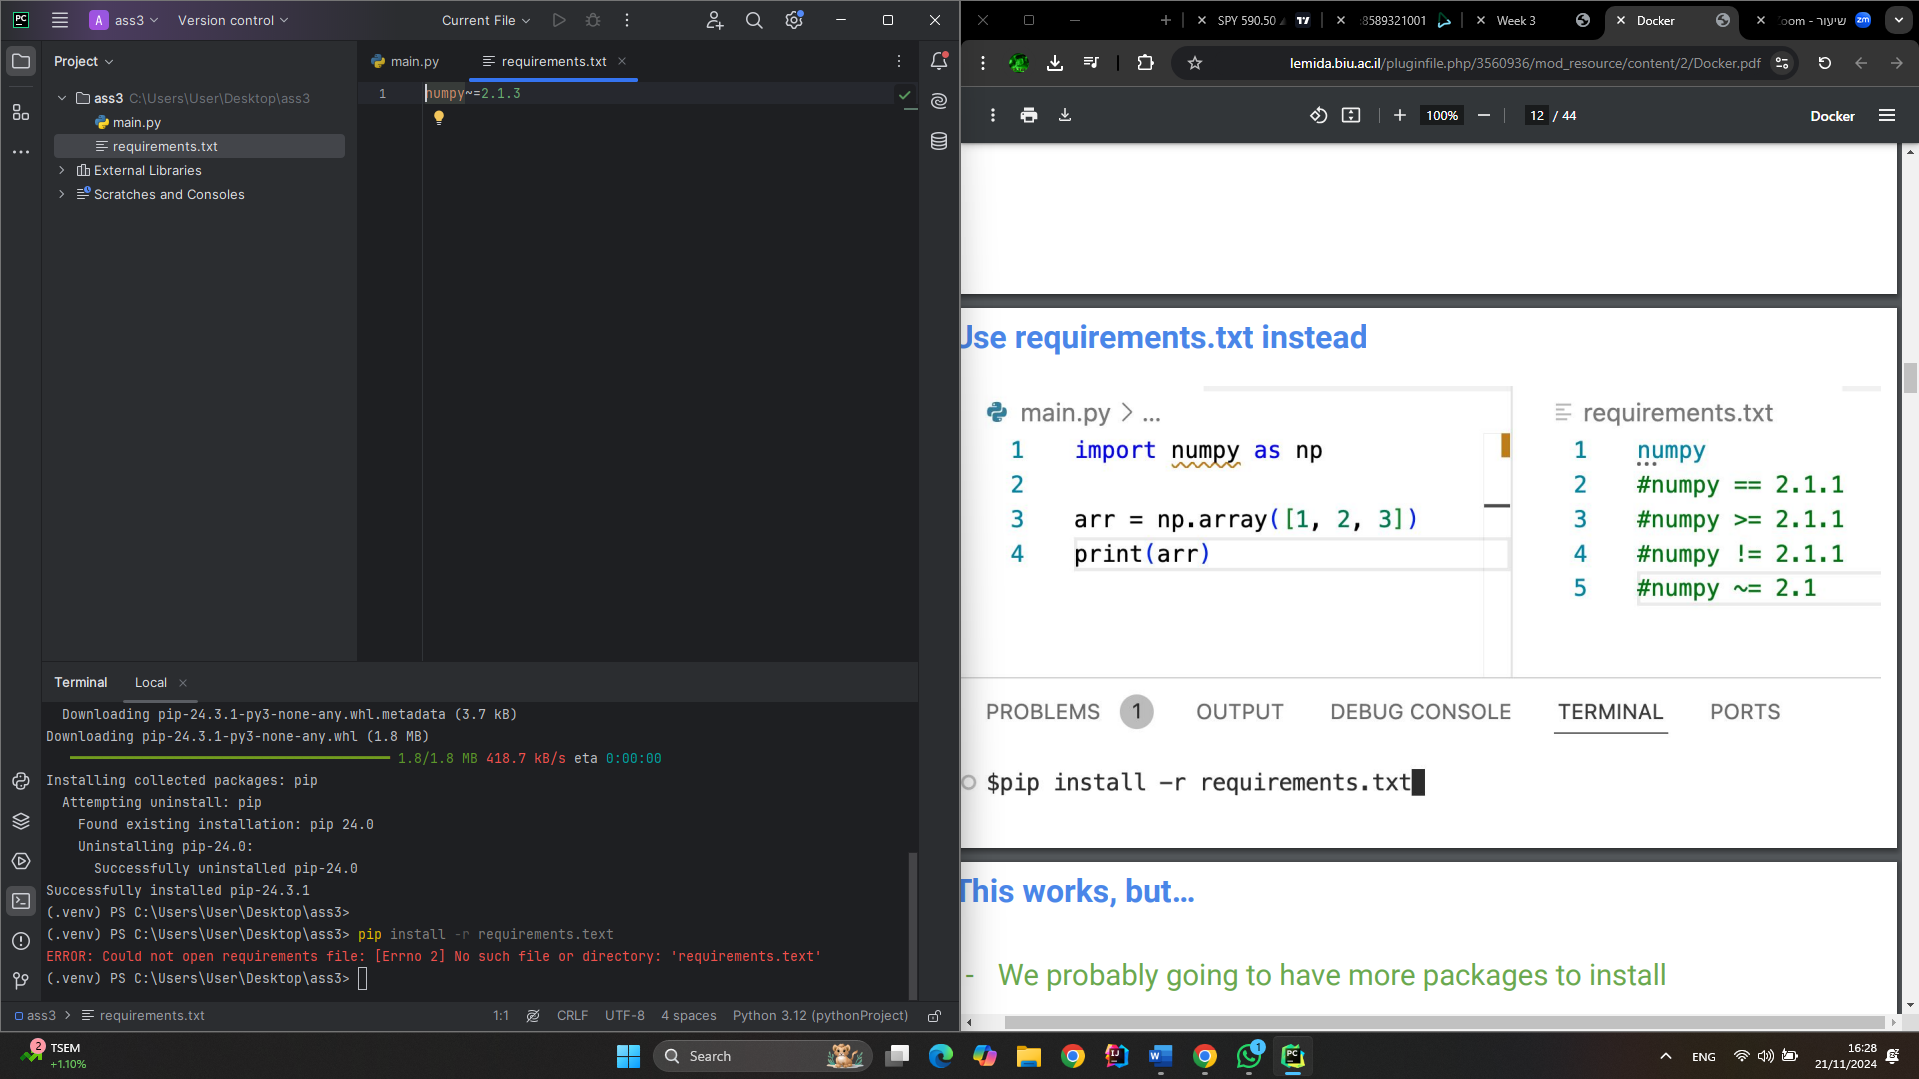 PC
A ass3
Version control
Current File
Project
ass3 C:\Users\User\Desktop\ass3
main.py
requirements.txt
External Libraries
Scratches and Consoles
main.py
requirements.txt
1 numpy~=2.1.3
Terminal
Local
Downloading pip-24.3.1-py3-none-any.whl.metadata (3.7 kB)
Downloading pip-24.3.1-py3-none-any.whl (1.8 MB)
1.8/1.8 MB 418.7 kB/s eta 0:00:00
Installing collected packages: pip
Attempting uninstall: pip
Found existing installation: pip 24.0
Uninstalling pip-24.0:
Successfully uninstalled pip-24.0
Successfully installed pip-24.3.1
(.venv) PS C:\Users\User\Desktop\ass3>
(.venv) PS C:\Users\User\Desktop\ass3> pip install -r requirements.text
ERROR: Could not open requirements file: [Errno 2] No such file or directory: 'requirements.text'
(.venv) PS C:\Users\User\Desktop\ass3>
ass3 > requirements.txt
1:1
CRLF
UTF-8
4 spaces
Python 3.12 (pythonProject)
SPY 590.50
8589321001
Week 3
Docker
שיעור - Zoom
zm
lemida.biu.ac.il/pluginfile.php/3560936/mod_resource/content/2/Docker.pdf
100%
12 / 44
Docker
Use requirements.txt instead
main.py > ...
1 import numpy as np
2
3 arr = np.array([1, 2, 3])
4 print(arr)
requirements.txt
1 numpy
2 #numpy == 2.1.1
3 #numpy >= 2.1.1
4 #numpy != 2.1.1
5 #numpy ~= 2.1
PROBLEMS 1 OUTPUT DEBUG CONSOLE TERMINAL PORTS
$pip install -r requirements.txt
This works, but...
- We probably going to have more packages to install
2
TSEM
+1.10%
Search
1
PC
ENG
16:28
21/11/2024